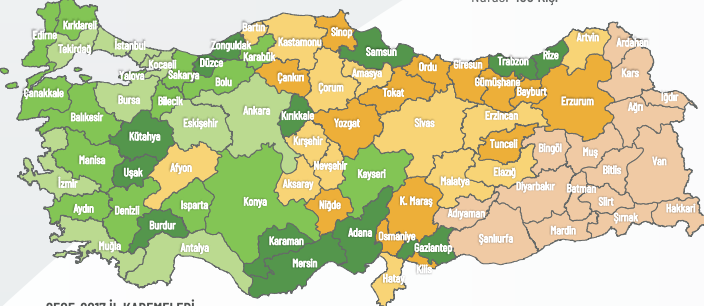 Kırklareli
Edirne
Tekirdağ
İstanbul
Kocaeli
Yalova
Sakarya
Düzce
Zonguldak
Bartın
Karabük
Kastamonu
Sinop
Samsun
Bolu
Çankırı
Çorum
Amasya
Tokat
Ordu
Giresun
Trabzon
Rize
Artvin
Ardahan
Kars
Gümüşhane
Bayburt
Erzurum
Iğdır
Ağrı
Çanakkale
Balıkesir
Bursa
Bilecik
Eskişehir
Ankara
Kırıkkale
Yozgat
Sivas
Erzincan
Tunceli
Bingöl
Muş
Bitlis
Van
Kütahya
Manisa
Uşak
Afyon
Kırşehir
Nevşehir
Kayseri
Malatya
Elazığ
Diyarbakır
Batman
Siirt
Şırnak
Hakkari
İzmir
Aydın
Denizli
Isparta
Konya
Aksaray
Niğde
K. Maraş
Adıyaman
Şanlıurfa
Mardin
Muğla
Burdur
Antalya
Karaman
Mersin
Adana
Osmaniye
Gaziantep
Kilis
Hatay